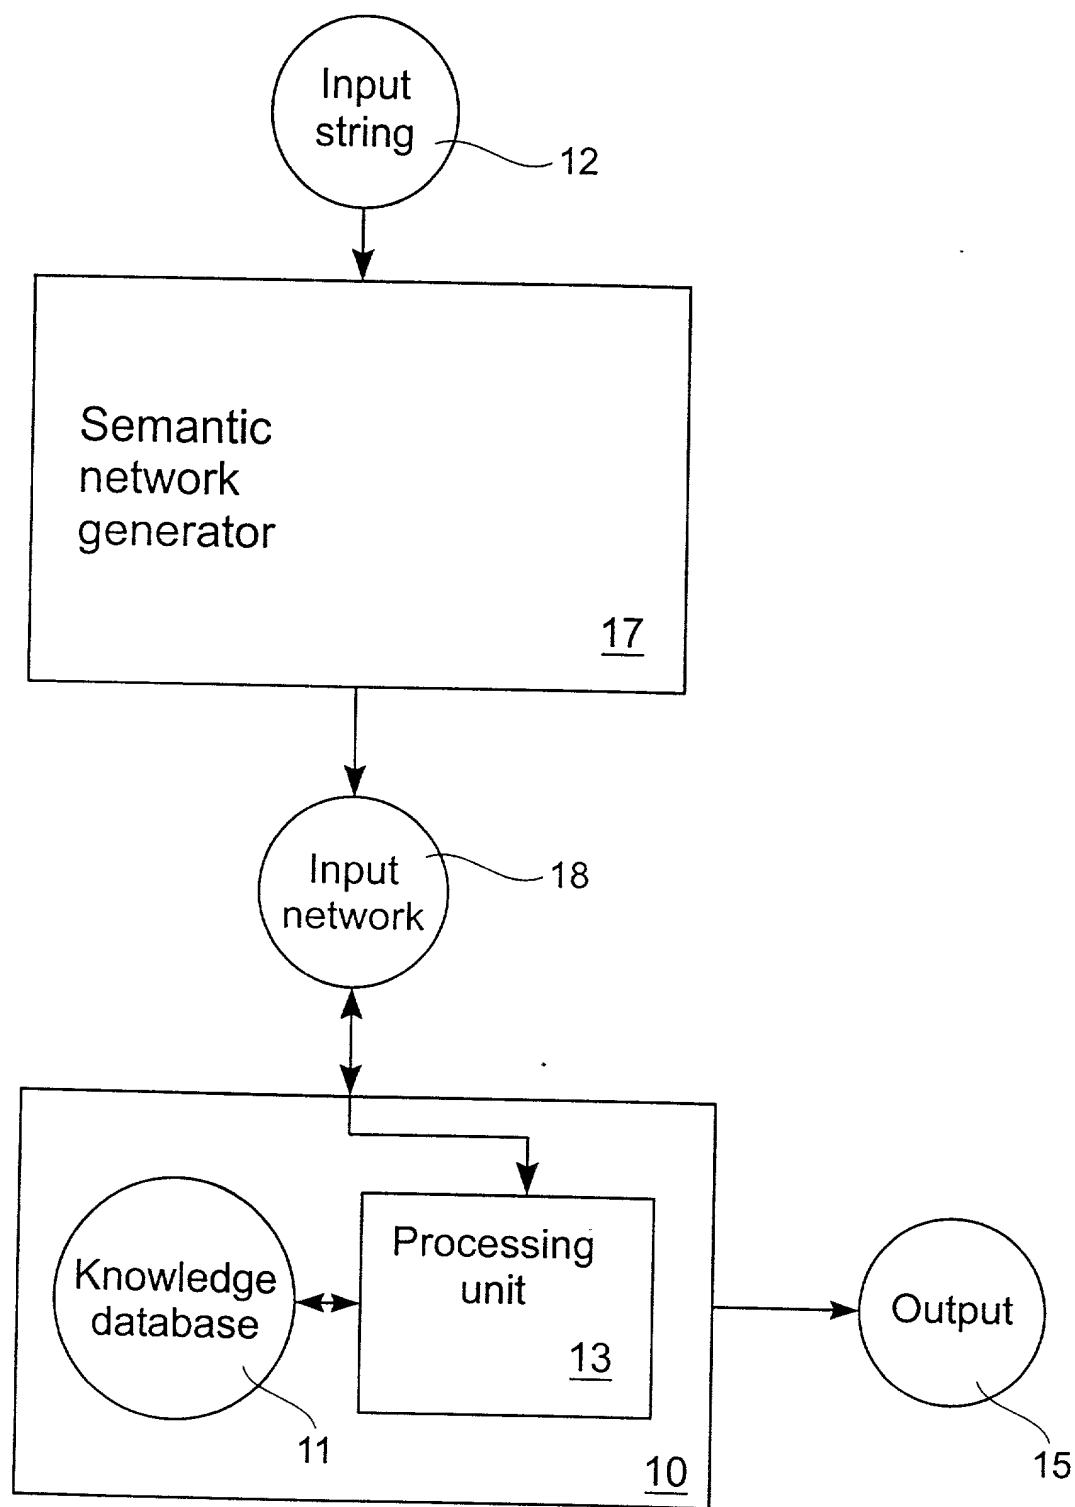 Input
string
12
Semantic
network
generator
17
Input
network
18
Processing
unit
13
Knowledge
database
11
10
Output
15